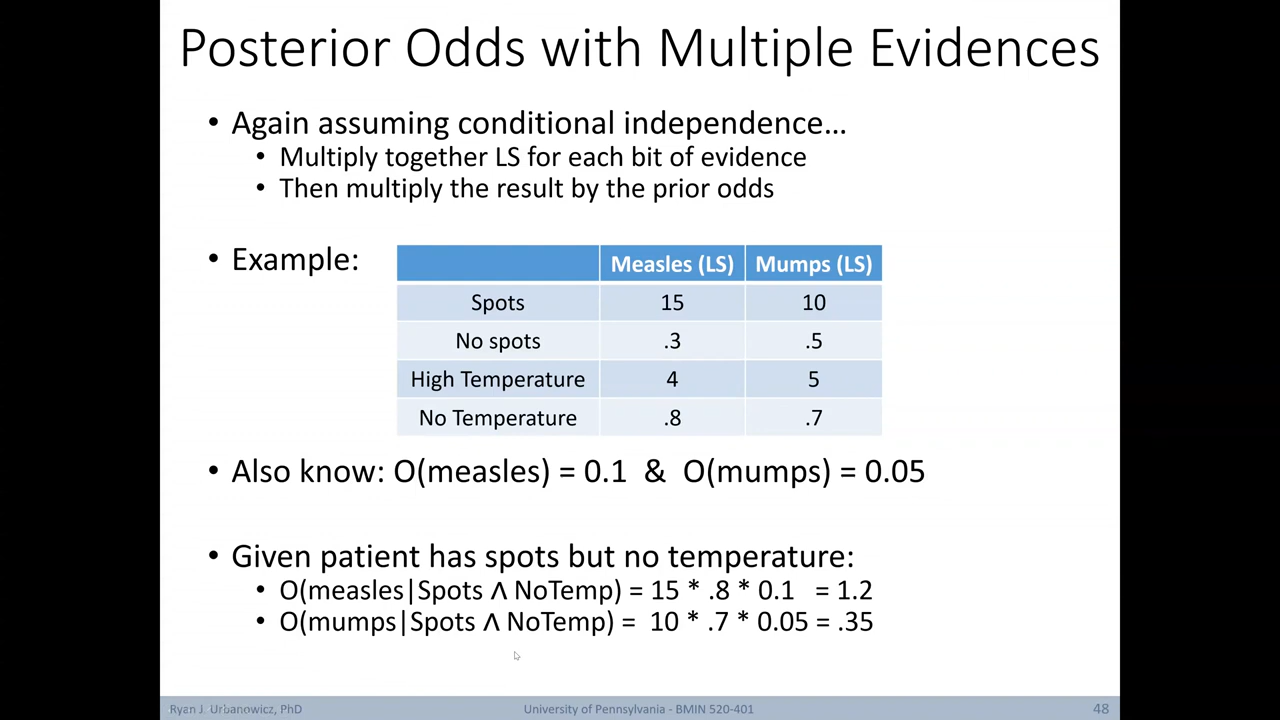 Posterior Odds with Multiple Evidences
• Again assuming conditional independence…
• Multiply together LS for each bit of evidence
• Then multiply the result by the prior odds
• Example:
Measles (LS) Mumps (LS)
Spots 15 10
No spots .3 .5
High Temperature 4 5
No Temperature .8 .7
• Also know: O(measles) = 0.1 & O(mumps) = 0.05
• Given patient has spots but no temperature:
• O(measles|Spots ∧ NoTemp) = 15 * .8 * 0.1 = 1.2
• O(mumps|Spots ∧ NoTemp) = 10 * .7 * 0.05 = .35
Ryan J. Urbanowicz, PhD University of Pennsylvania - BMIN 520-401 48